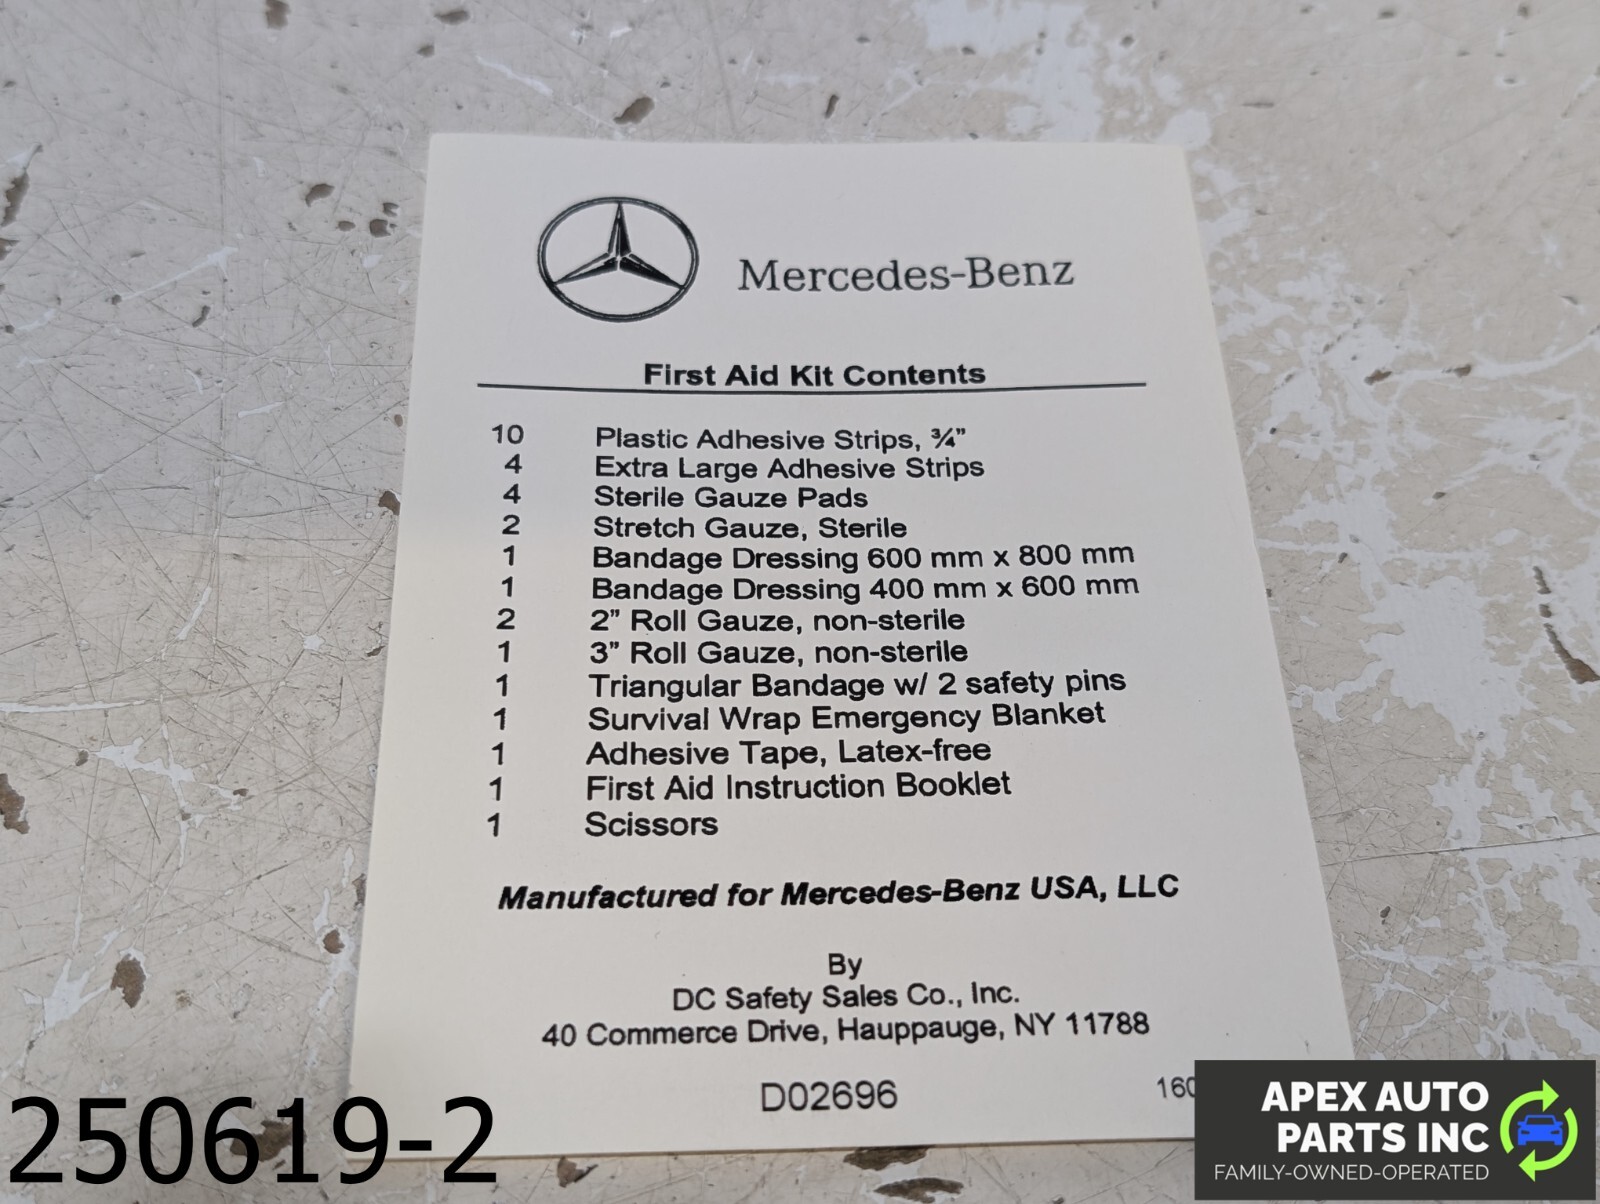 Mercedes-Benz
First Aid Kit Contents
10 Plastic Adhesive Strips, ¾”
4 Extra Large Adhesive Strips
4 Sterile Gauze Pads
2 Stretch Gauze, Sterile
1 Bandage Dressing 600 mm x 800 mm
1 Bandage Dressing 400 mm x 600 mm
2 2” Roll Gauze, non-sterile
1 3” Roll Gauze, non-sterile
1 Triangular Bandage w/ 2 safety pins
1 Survival Wrap Emergency Blanket
1 Adhesive Tape, Latex-free
1 First Aid Instruction Booklet
1 Scissors
Manufactured for Mercedes-Benz USA, LLC
By
DC Safety Sales Co., Inc.
40 Commerce Drive, Hauppauge, NY 11788
D02696
250619-2
APEX AUTO
PARTS INC
FAMILY-OWNED-OPERATED